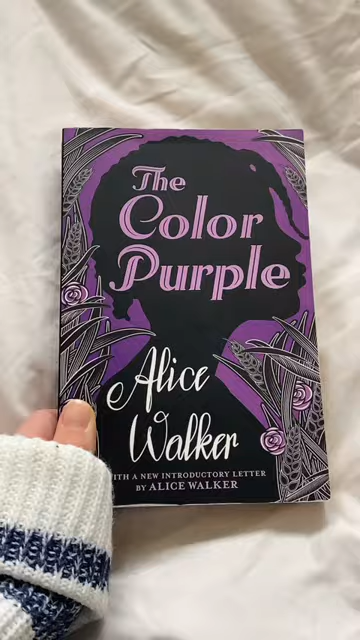 The
Color
Purple
Alice
Walker
WITH A NEW INTRODUCTORY LETTER
BY ALICE WALKER